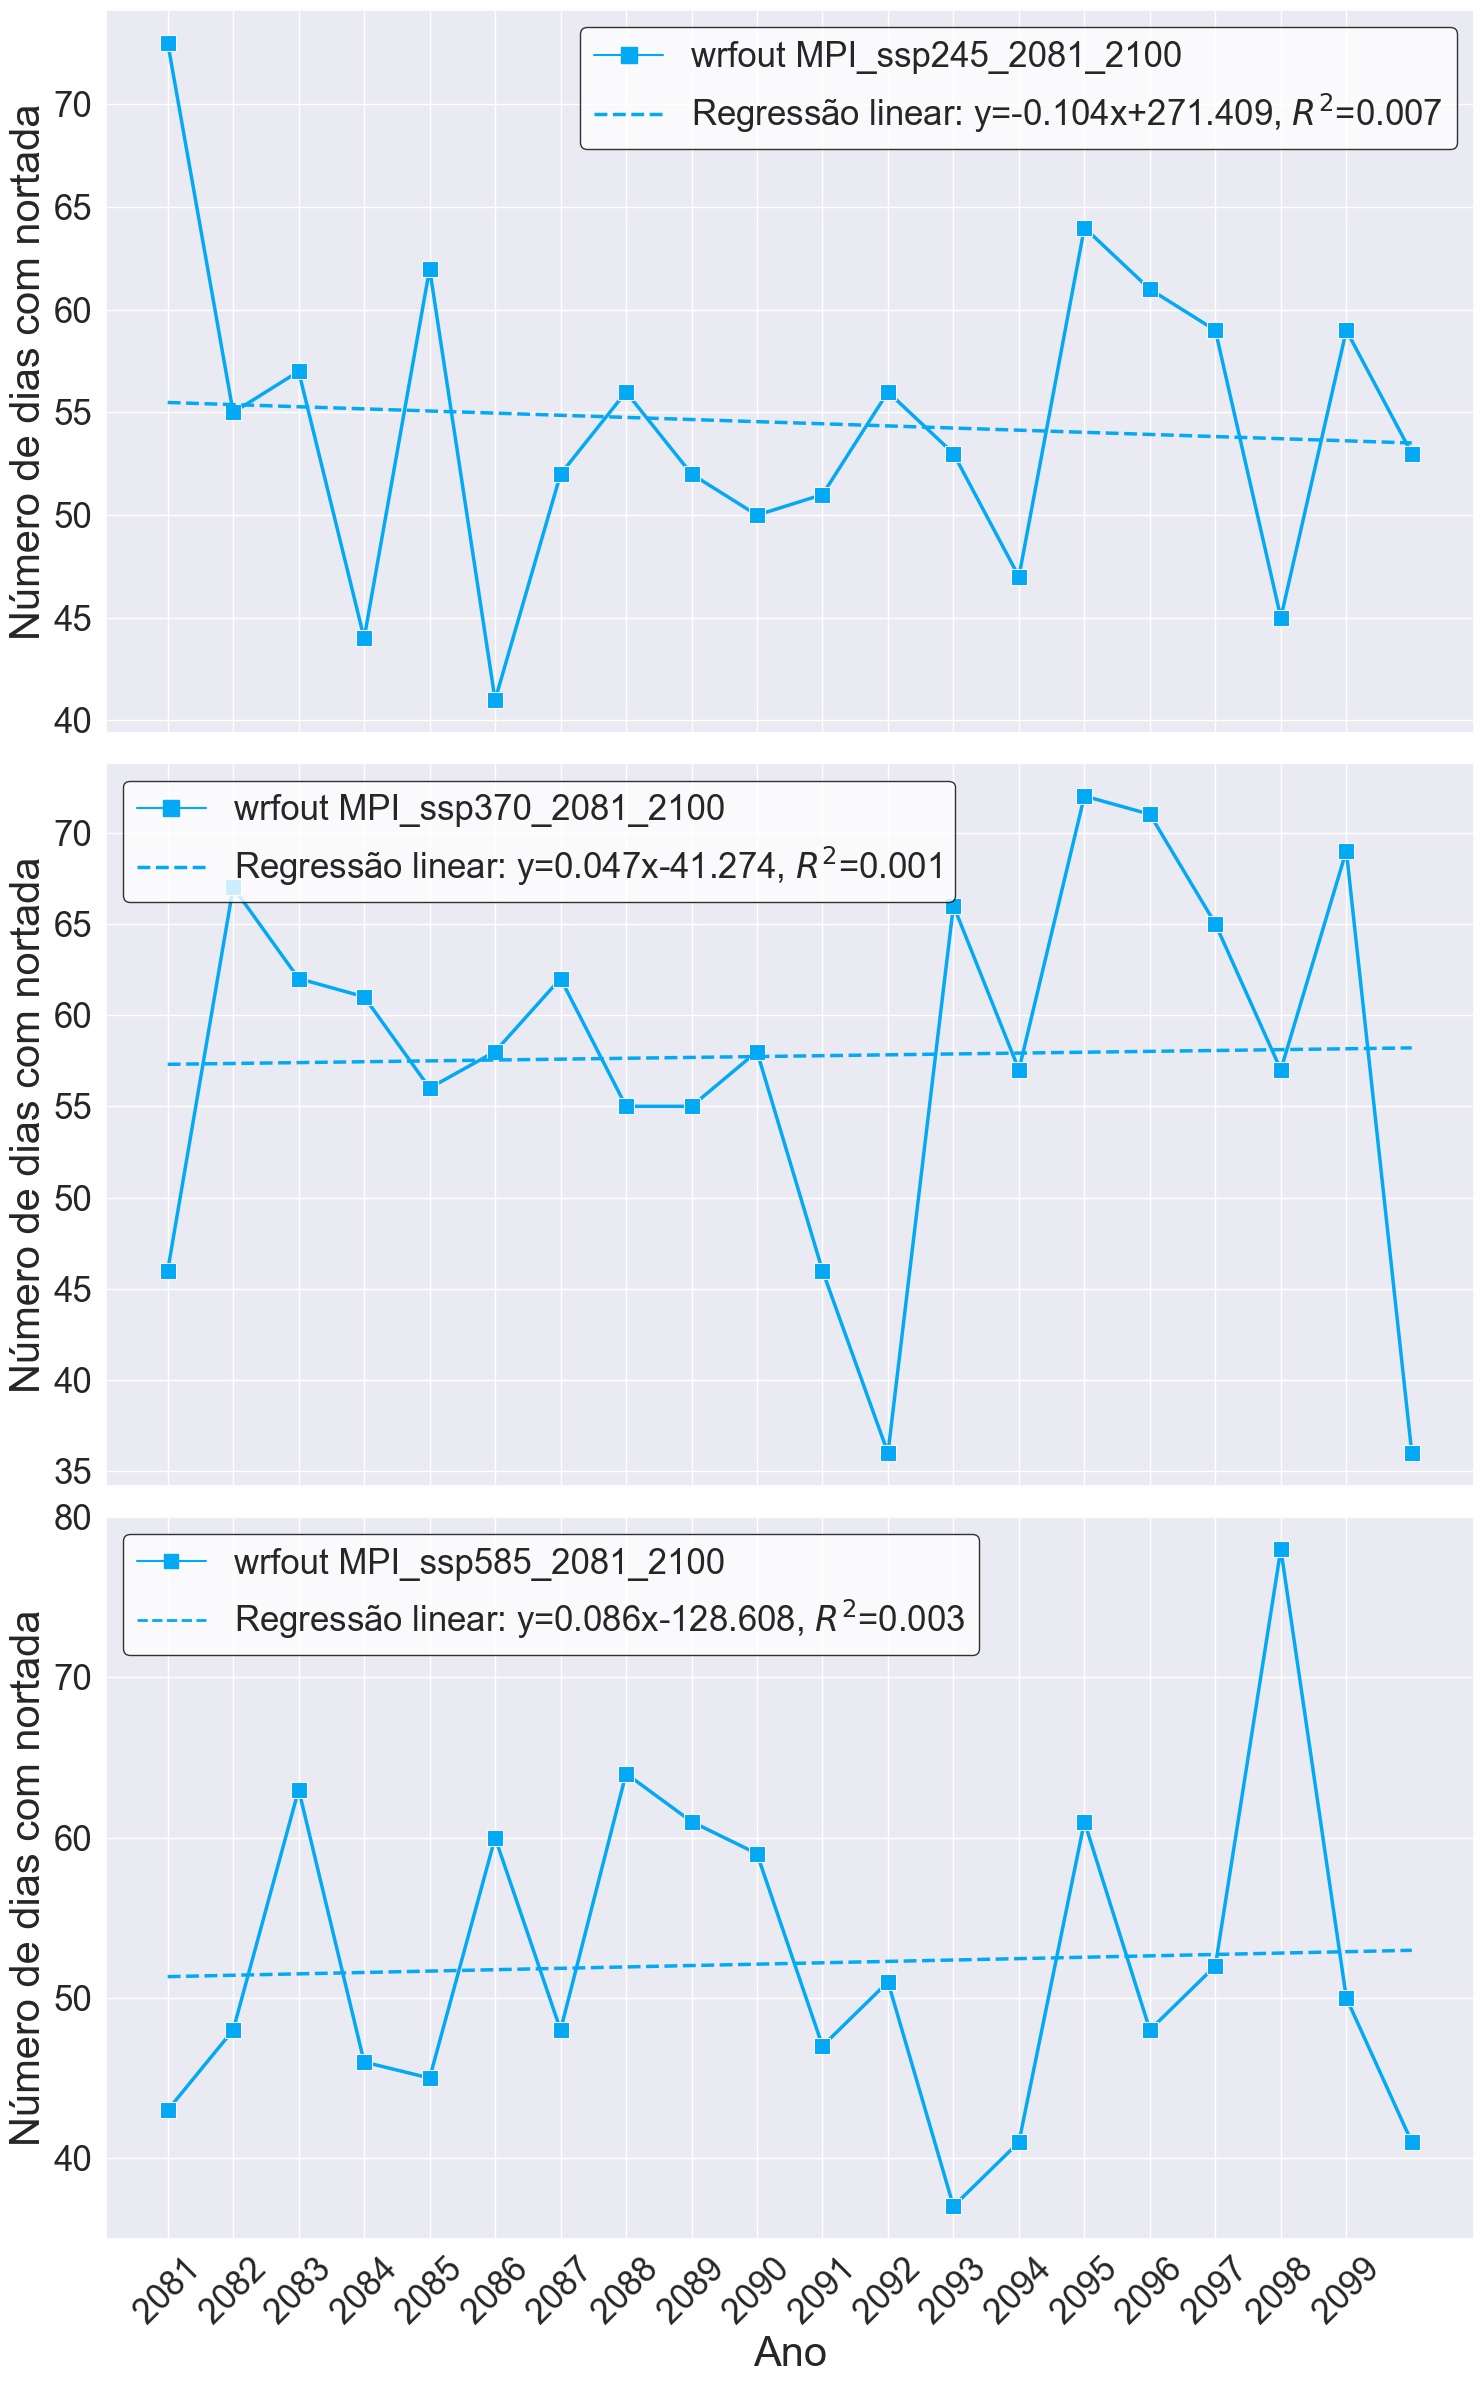 Número de dias com nortada
70
65
60
55
50
45
40
wrfout MPI_ssp245_2081_2100
Regressão linear: y=-0.104x+271.409, R²=0.007
Número de dias com nortada
70
65
60
55
50
45
40
35
wrfout MPI_ssp370_2081_2100
Regressão linear: y=0.047x-41.274, R²=0.001
Número de dias com nortada
80
70
60
50
40
wrfout MPI_ssp585_2081_2100
Regressão linear: y=0.086x-128.608, R²=0.003
2081 2082 2083 2084 2085 2086 2087 2088 2089 2090 2091 2092 2093 2094 2095 2096 2097 2098 2099
Ano